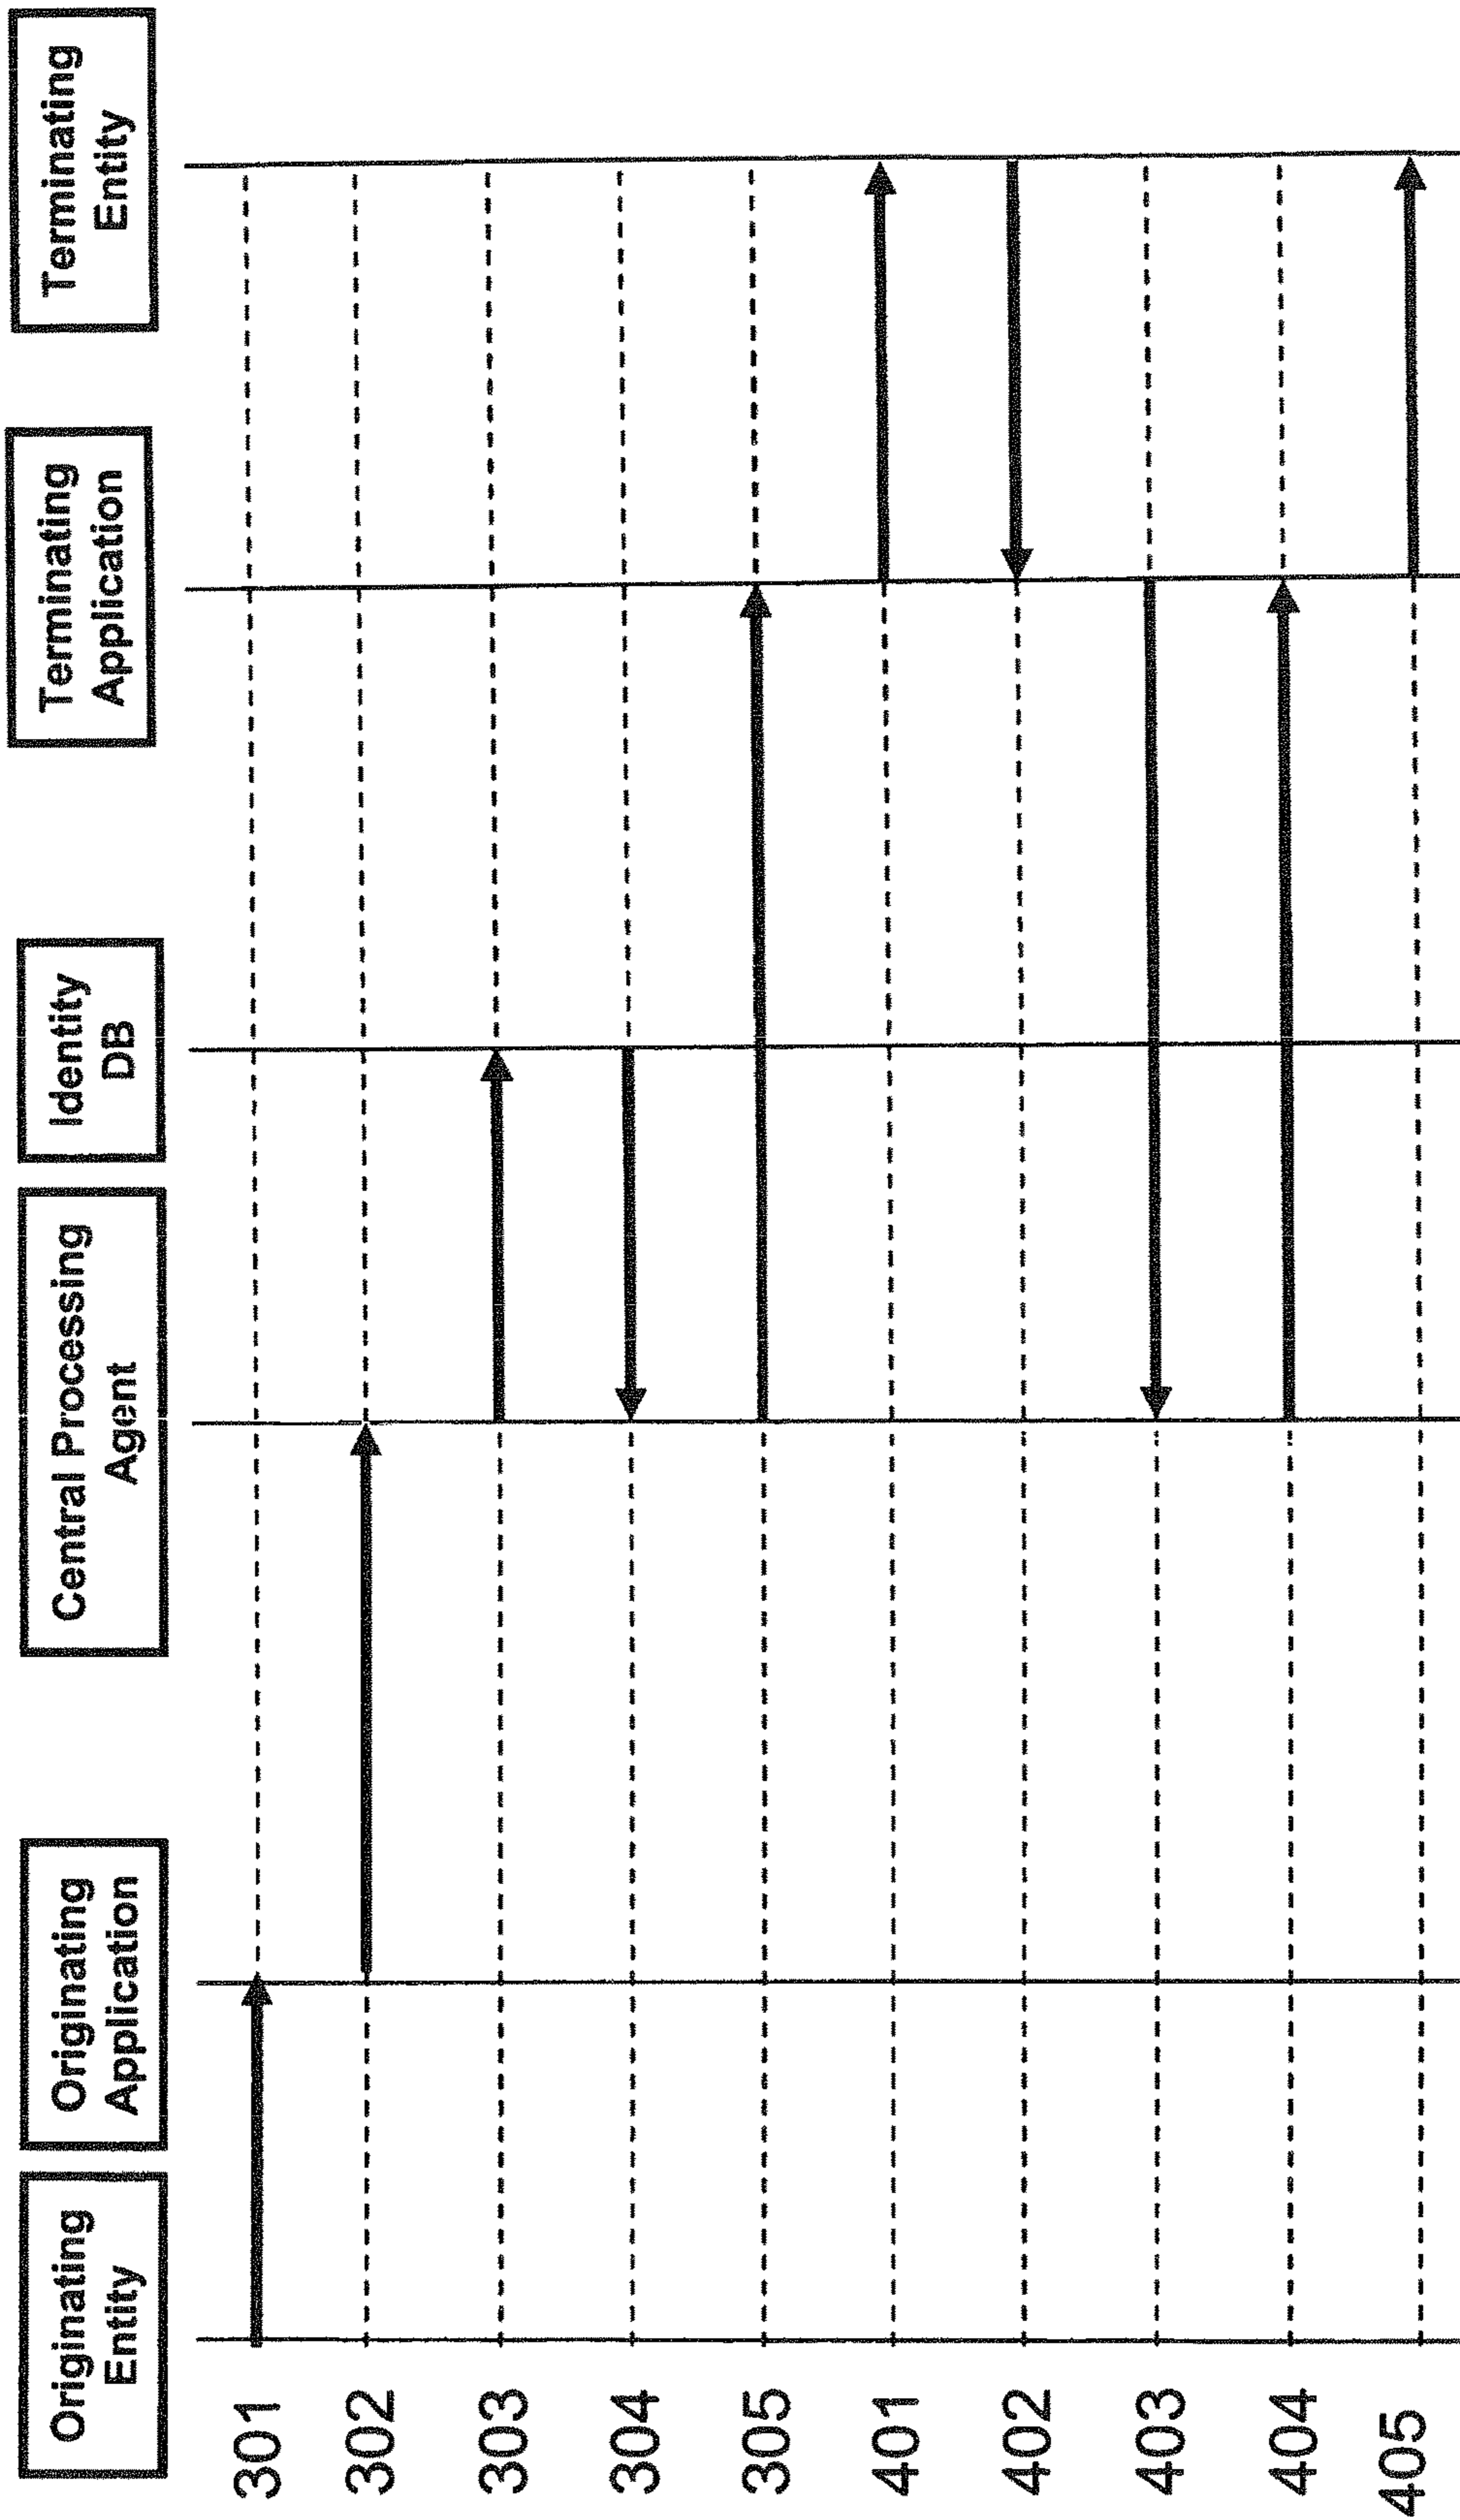 Originating
Entity
Originating
Application
Central Processing
Agent
Identity
DB
Terminating
Application
Terminating
Entity
301
302
303
304
305
401
402
403
404
405